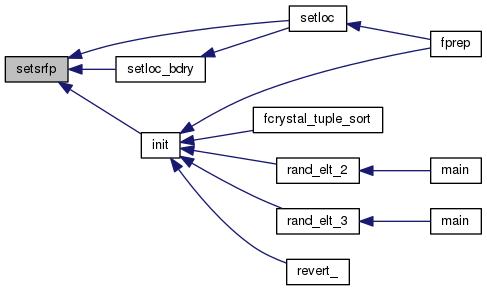 setloc
fprep
setsrfp
setloc_bdry
fcrystal_tuple_sort
init
rand_elt_2
main
rand_elt_3
main
revert_